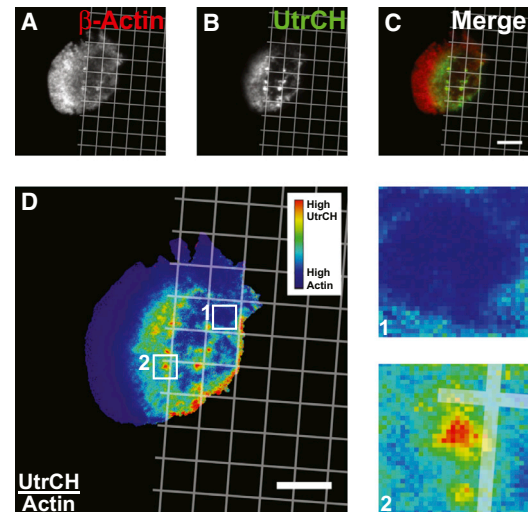 A β-Actin
B UtrCH
C Merge
D
High
UtrCH
High
Actin
1
2
UtrCH
Actin
1
2